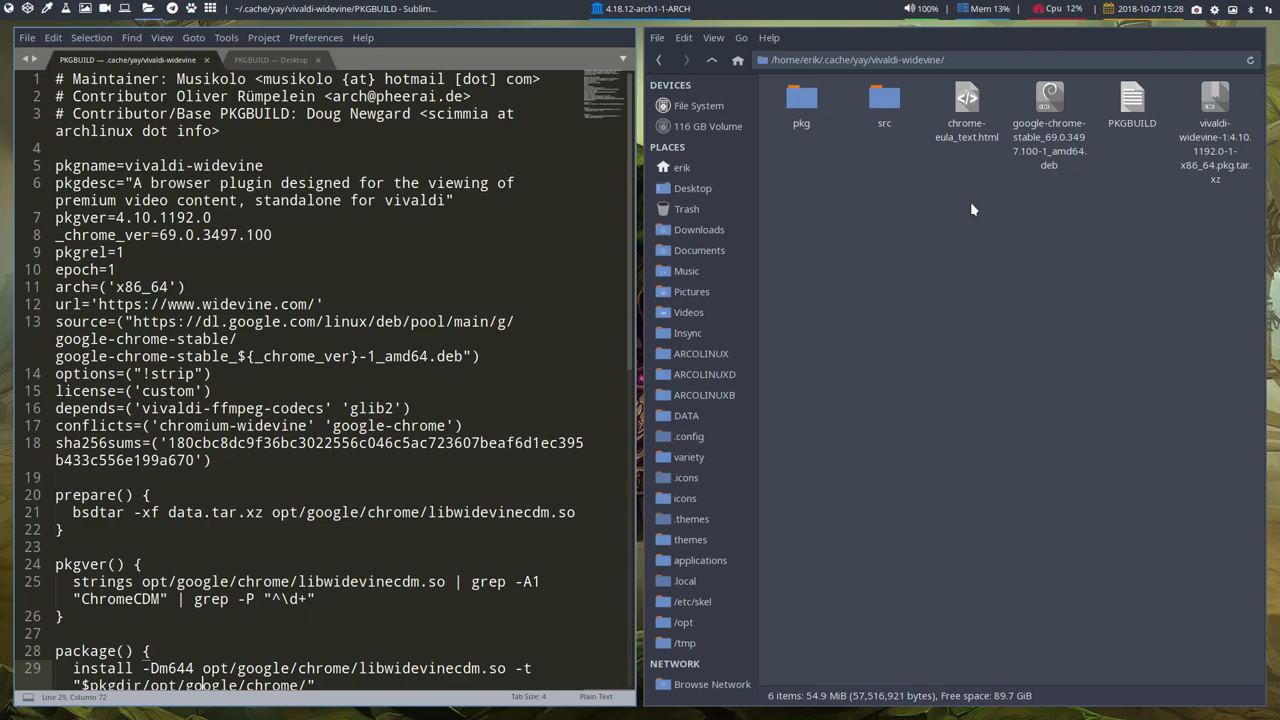 ~/.cache/yay/vivaldi-widevine/PKGBUILD - Sublim...
4.18.12-arch1-1-ARCH
100%
Mem 13%
Cpu 12%
2018-10-07 15:28
File Edit Selection Find View Goto Tools Project Preferences Help
PKGBUILD — .cache/yay/vivaldi-widevine ×
PKGBUILD — Desktop ×
1 # Maintainer: Musikolo <musikolo {at} hotmail [dot] com>
2 # Contributor Oliver Rümpelein <arch@pheerai.de>
3 # Contributor/Base PKGBUILD: Doug Newgard <scimmia at
archlinux dot info>
4
5 pkgname=vivaldi-widevine
6 pkgdesc="A browser plugin designed for the viewing of
premium video content, standalone for vivaldi"
7 pkgver=4.10.1192.0
8 _chrome_ver=69.0.3497.100
9 pkgrel=1
10 epoch=1
11 arch=('x86_64')
12 url='https://www.widevine.com/'
13 source=("https://dl.google.com/linux/deb/pool/main/g/
google-chrome-stable/
google-chrome-stable_${_chrome_ver}-1_amd64.deb")
14 options=("!strip")
15 license=('custom')
16 depends=('vivaldi-ffmpeg-codecs' 'glib2')
17 conflicts=('chromium-widevine' 'google-chrome')
18 sha256sums=('180cbc8dc9f36bc3022556c046c5ac723607beaf6d1ec395
b433c556e199a670')
19
20 prepare() {
21 bsdtar -xf data.tar.xz opt/google/chrome/libwidevinecdm.so
22 }
23
24 pkgver() {
25 strings opt/google/chrome/libwidevinecdm.so | grep -A1
"ChromeCDM" | grep -P "^\d+"
26 }
27
28 package() {
29 install -Dm644 opt/google/chrome/libwidevinecdm.so -t
"$pkgdir/opt/google/chrome/"
Line 29, Column 72
Tab Size: 4
Plain Text
File Edit View Go Help
/home/erik/.cache/yay/vivaldi-widevine/
DEVICES
File System
116 GB Volume
PLACES
erik
Desktop
Trash
Downloads
Documents
Music
Pictures
Videos
Insync
ARCOLINUX
ARCOLINUXD
ARCOLINUXB
DATA
.config
variety
.icons
icons
.themes
themes
applications
.local
/etc/skel
/opt
/tmp
NETWORK
Browse Network
pkg
src
chrome-
eula_text.html
google-chrome-
stable_69.0.349
7.100-1_amd64.
deb
PKGBUILD
vivaldi-
widevine-1:4.10.
1192.0-1-
x86_64.pkg.tar.
xz
6 items: 54.9 MiB (57,516,921 bytes), Free space: 89.7 GiB